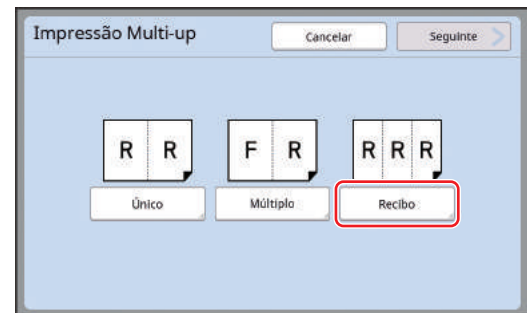 Impressão Multi-up
Cancelar
Seguinte
R R
F R
R R R
Único
Múltiplo
Recibo